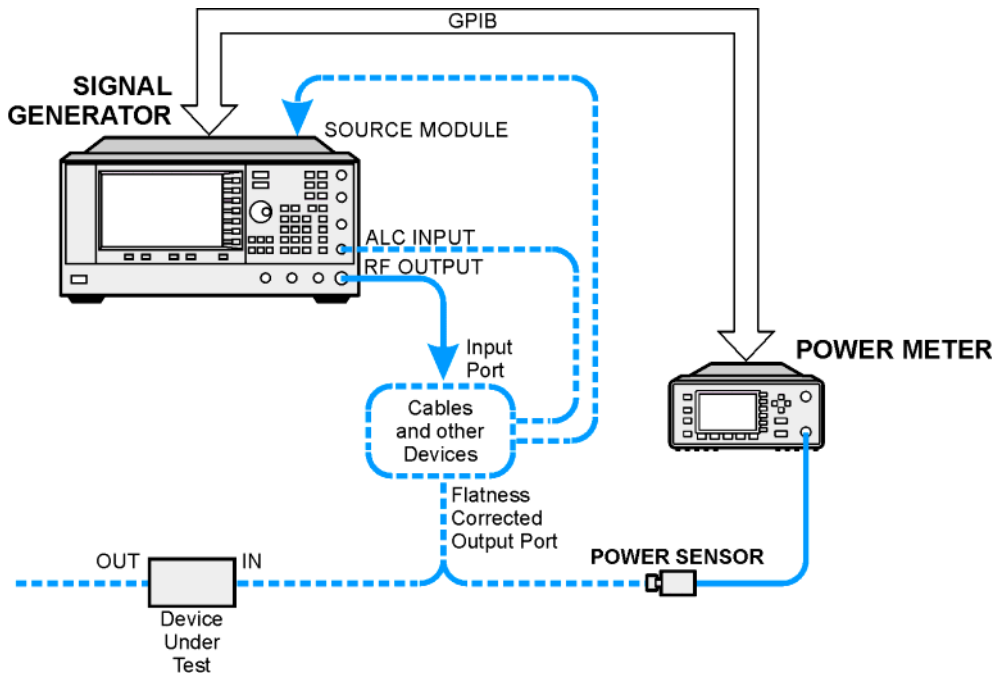 GPIB
SIGNAL
GENERATOR
SOURCE MODULE
ALC INPUT
RF OUTPUT
Input
Port
POWER METER
Cables
and other
Devices
Flatness
Corrected
Output Port
OUT
IN
POWER SENSOR
Device
Under
Test